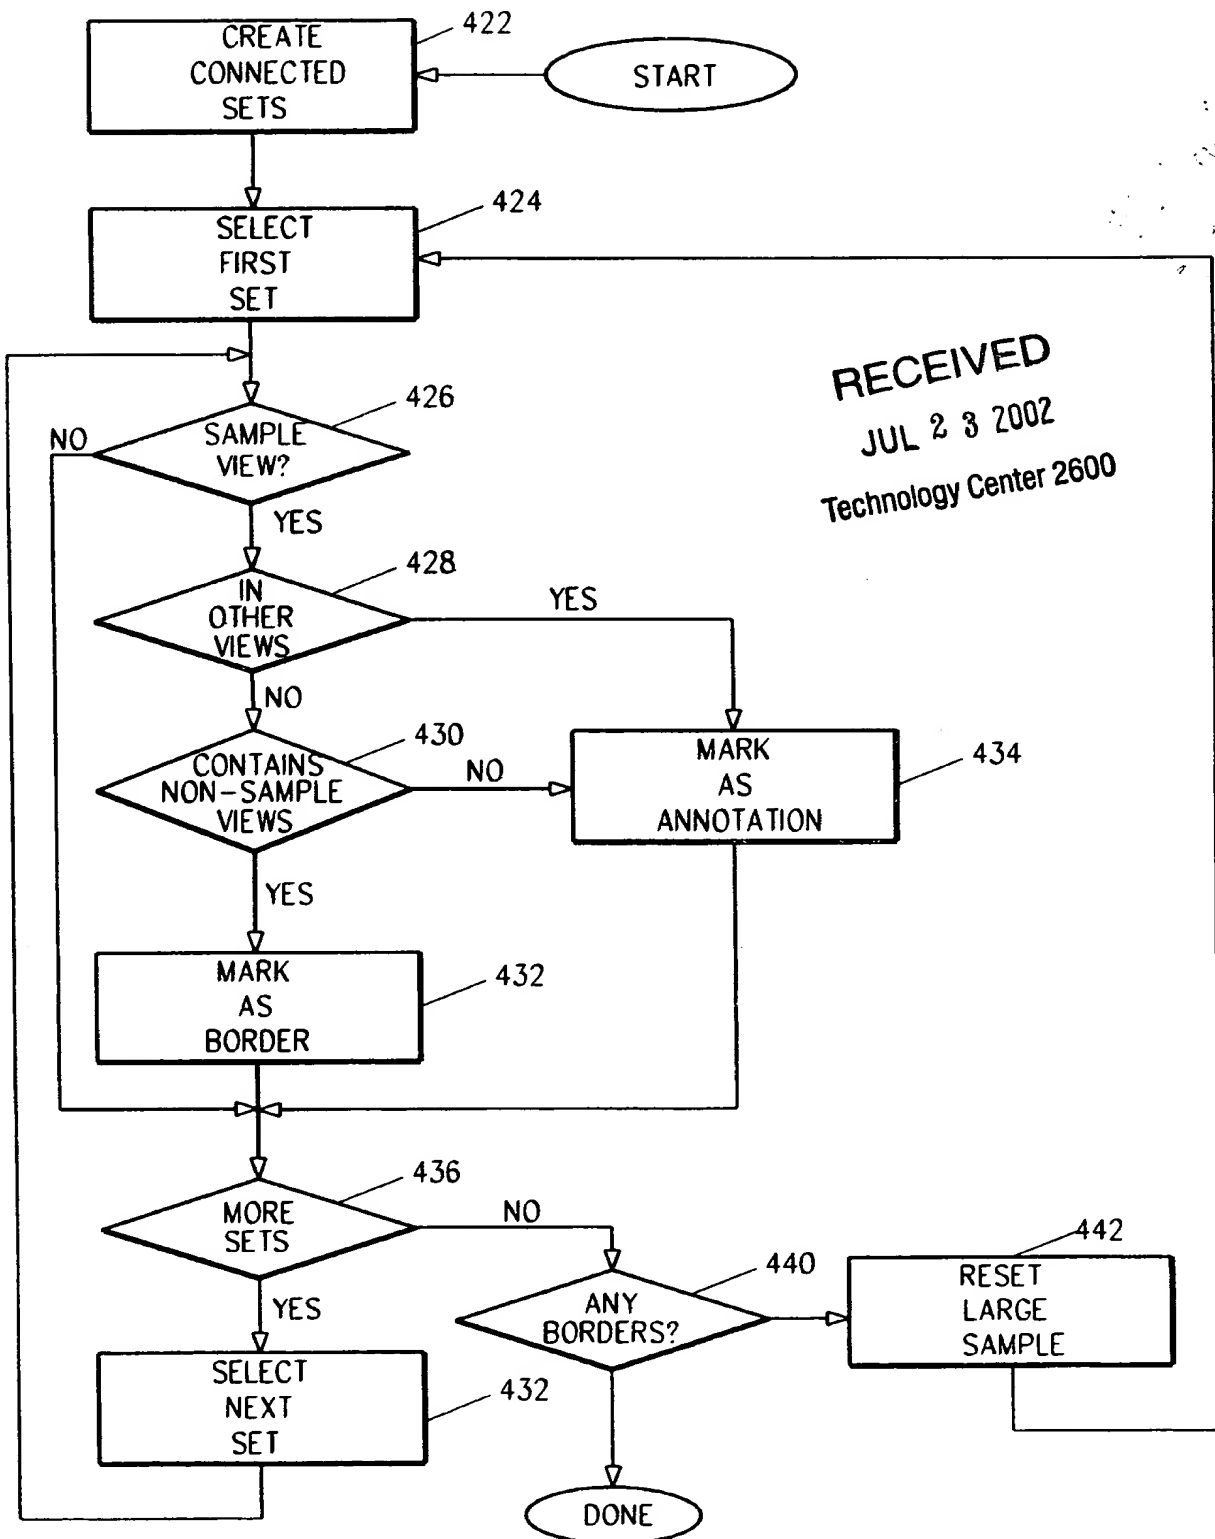 422
CREATE
CONNECTED
SETS
START
424
SELECT
FIRST
SET
RECEIVED
JUL 23 2002
Technology Center 2600
426
NO
SAMPLE
VIEW?
YES
428
IN
OTHER
VIEWS
YES
NO
430
CONTAINS
NON-SAMPLE
VIEWS
NO
MARK
AS
ANNOTATION
434
YES
MARK
AS
BORDER
432
436
MORE
SETS
NO
440
ANY
BORDERS?
442
RESET
LARGE
SAMPLE
YES
SELECT
NEXT
SET
432
DONE